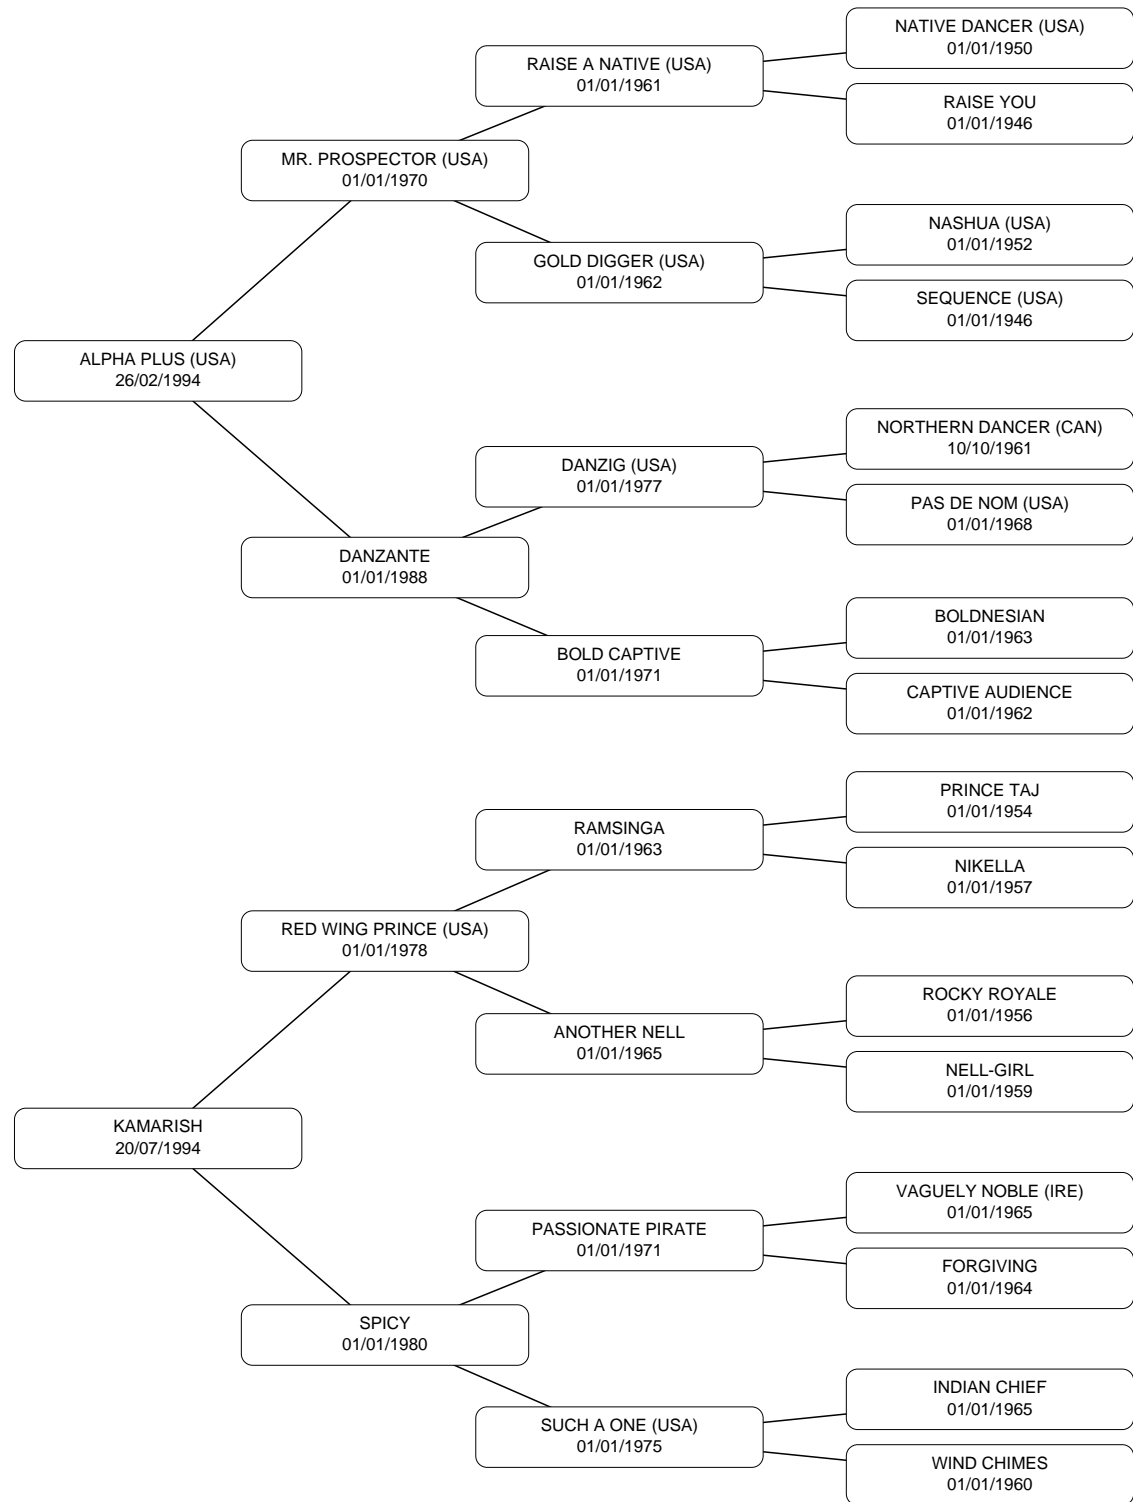 NATIVE DANCER (USA)
01/01/1950
RAISE A NATIVE (USA)
01/01/1961
RAISE YOU
01/01/1946
MR. PROSPECTOR (USA)
01/01/1970
NASHUA (USA)
01/01/1952
GOLD DIGGER (USA)
01/01/1962
SEQUENCE (USA)
01/01/1946
ALPHA PLUS (USA)
26/02/1994
NORTHERN DANCER (CAN)
10/10/1961
DANZIG (USA)
01/01/1977
PAS DE NOM (USA)
01/01/1968
DANZANTE
01/01/1988
BOLDNESIAN
01/01/1963
BOLD CAPTIVE
01/01/1971
CAPTIVE AUDIENCE
01/01/1962
PRINCE TAJ
01/01/1954
RAMSINGA
01/01/1963
NIKELLA
01/01/1957
RED WING PRINCE (USA)
01/01/1978
ROCKY ROYALE
01/01/1956
ANOTHER NELL
01/01/1965
NELL-GIRL
01/01/1959
KAMARISH
20/07/1994
VAGUELY NOBLE (IRE)
01/01/1965
PASSIONATE PIRATE
01/01/1971
FORGIVING
01/01/1964
SPICY
01/01/1980
INDIAN CHIEF
01/01/1965
SUCH A ONE (USA)
01/01/1975
WIND CHIMES
01/01/1960